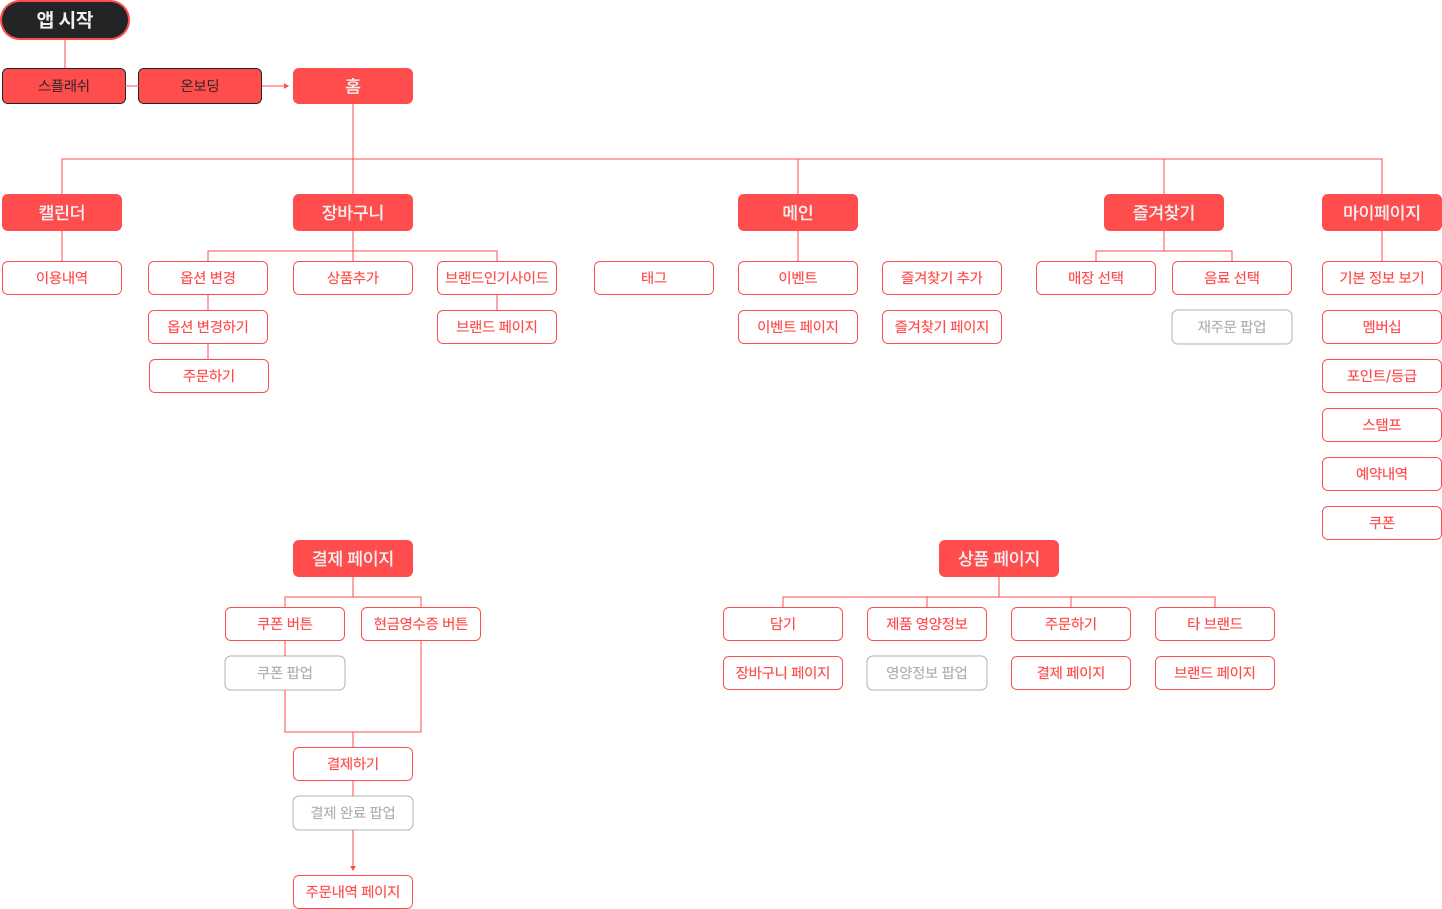 앱 시작
스플래쉬
온보딩
홈
캘린더
장바구니
메인
즐겨찾기
마이페이지
이용내역
옵션 변경
상품추가
브랜드인기사이드
태그
이벤트
즐겨찾기 추가
매장 선택
음료 선택
기본 정보 보기
옵션 변경하기
브랜드 페이지
이벤트 페이지
즐겨찾기 페이지
재주문 팝업
멤버십
주문하기
포인트/등급
스탬프
예약내역
쿠폰
결제 페이지
상품 페이지
쿠폰 버튼
현금영수증 버튼
담기
제품 영양정보
주문하기
타 브랜드
쿠폰 팝업
장바구니 페이지
영양정보 팝업
결제 페이지
브랜드 페이지
결제하기
결제 완료 팝업
주문내역 페이지